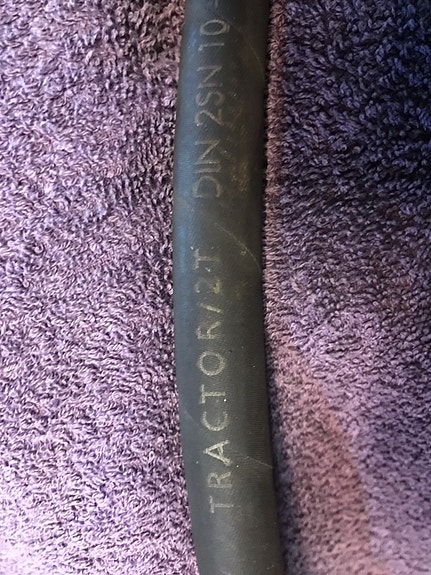 TRACTOR/2T DIN 2SN 10-